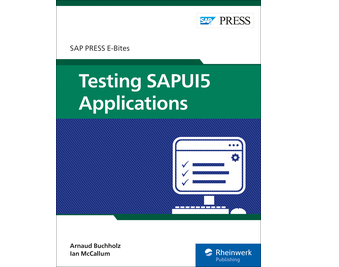 SAP PRESS
SAP PRESS E-Bites
Testing SAPUI5
Applications
Arnaud Buchholz
Ian McCallum
Rheinwerk
Publishing